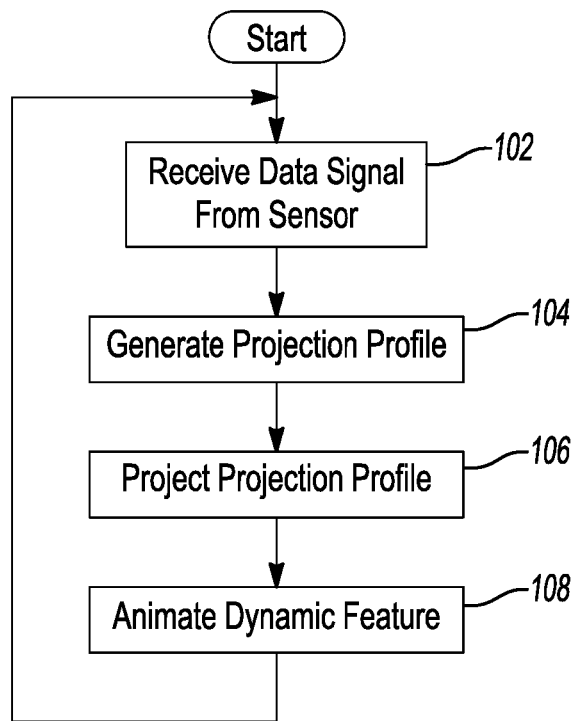 Start
102
Receive Data Signal
From Sensor
104
Generate Projection Profile
106
Project Projection Profile
108
Animate Dynamic Feature